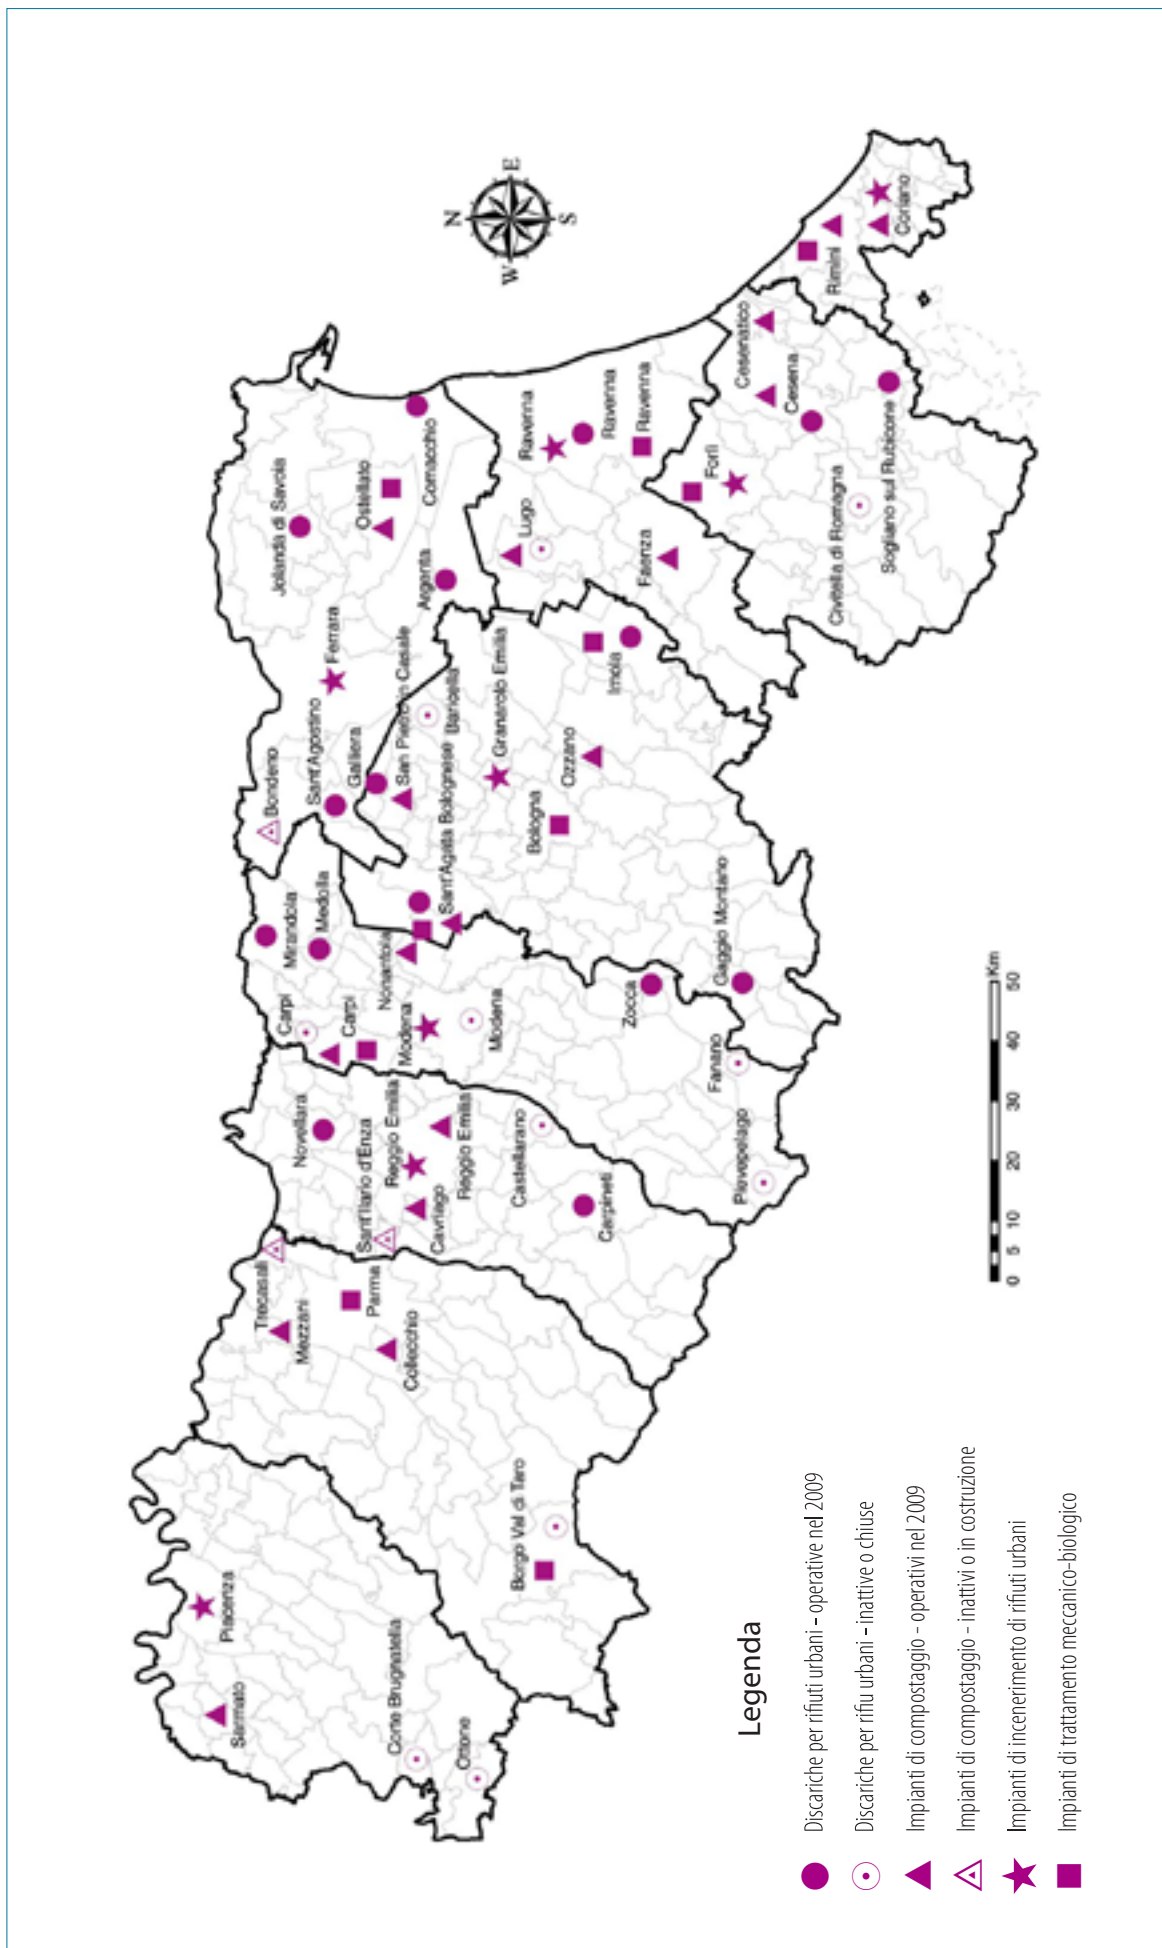 N
W
E
S
Sarmato
Piacenza
Corte Brugnatella
Ottone
Borgo Val di Taro
Trecasali
Mezzani
Parma
Collecchio
Novellara
Sant'Ilario d'Enza
Reggio Emilia
Cavriago
Reggio Emilia
Castellarano
Carpineti
Mirandola
Medolla
Carpi
Carpi
Nonantola
Modena
Modena
Zocca
Fanano
Pievepelago
Bondeno
Sant'Agostino
Galliera
San Pietro in Casale
Sant'Agata Bolognese
Baricella
Granarolo Emilia
Bologna
Ozzano
Imola
Gaggio Montano
Ferrara
Jolanda di Savoia
Ostellato
Comacchio
Argenta
Ravenna
Ravenna
Ravenna
Lugo
Faenza
Forlì
Cesenatico
Cesena
Civitella di Romagna
Sogliano sul Rubicone
Rimini
Coriano
0 5 10 20 30 40 50 Km
Legenda
Discariche per rifiuti urbani – operative nel 2009
Discariche per rifiu urbani – inattive o chiuse
Impianti di compostaggio - operativi nel 2009
Impianti di compostaggio - inattivi o in costruzione
Impianti di incenerimento di rifiuti urbani
Impianti di trattamento meccanico-biologico